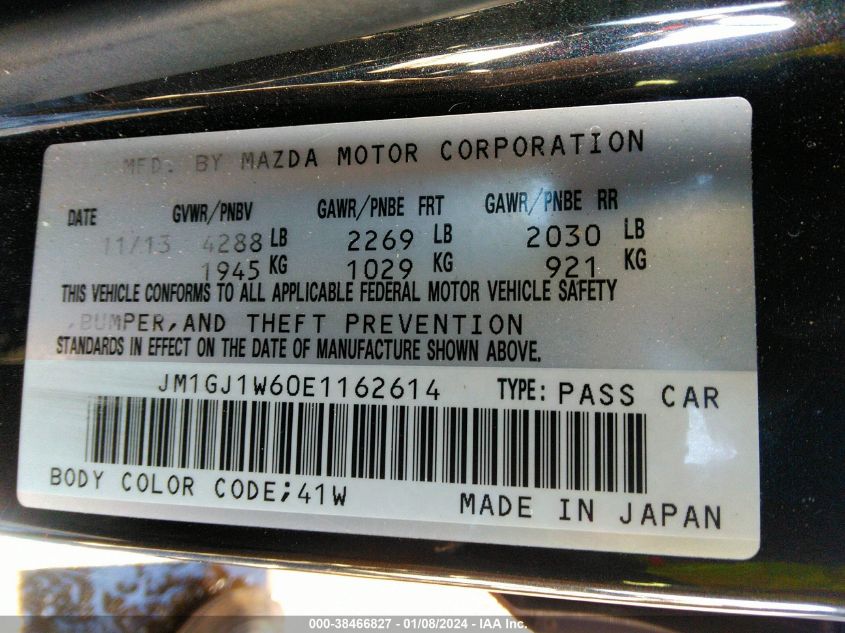 MFD. BY MAZDA MOTOR CORPORATION
DATE GVWR/PNBV GAWR/PNBE FRT GAWR/PNBE RR
11/13 4288 LB 2269 LB 2030 LB
1945 KG 1029 KG 921 KG
THIS VEHICLE CONFORMS TO ALL APPLICABLE FEDERAL MOTOR VEHICLE SAFETY
,BUMPER,AND THEFT PREVENTION
STANDARDS IN EFFECT ON THE DATE OF MANUFACTURE SHOWN ABOVE.
JM1GJ1W60E1162614 TYPE: PASS CAR
BODY COLOR CODE;41W
MADE IN JAPAN
000-38466827 - 01/08/2024 - IAA Inc.